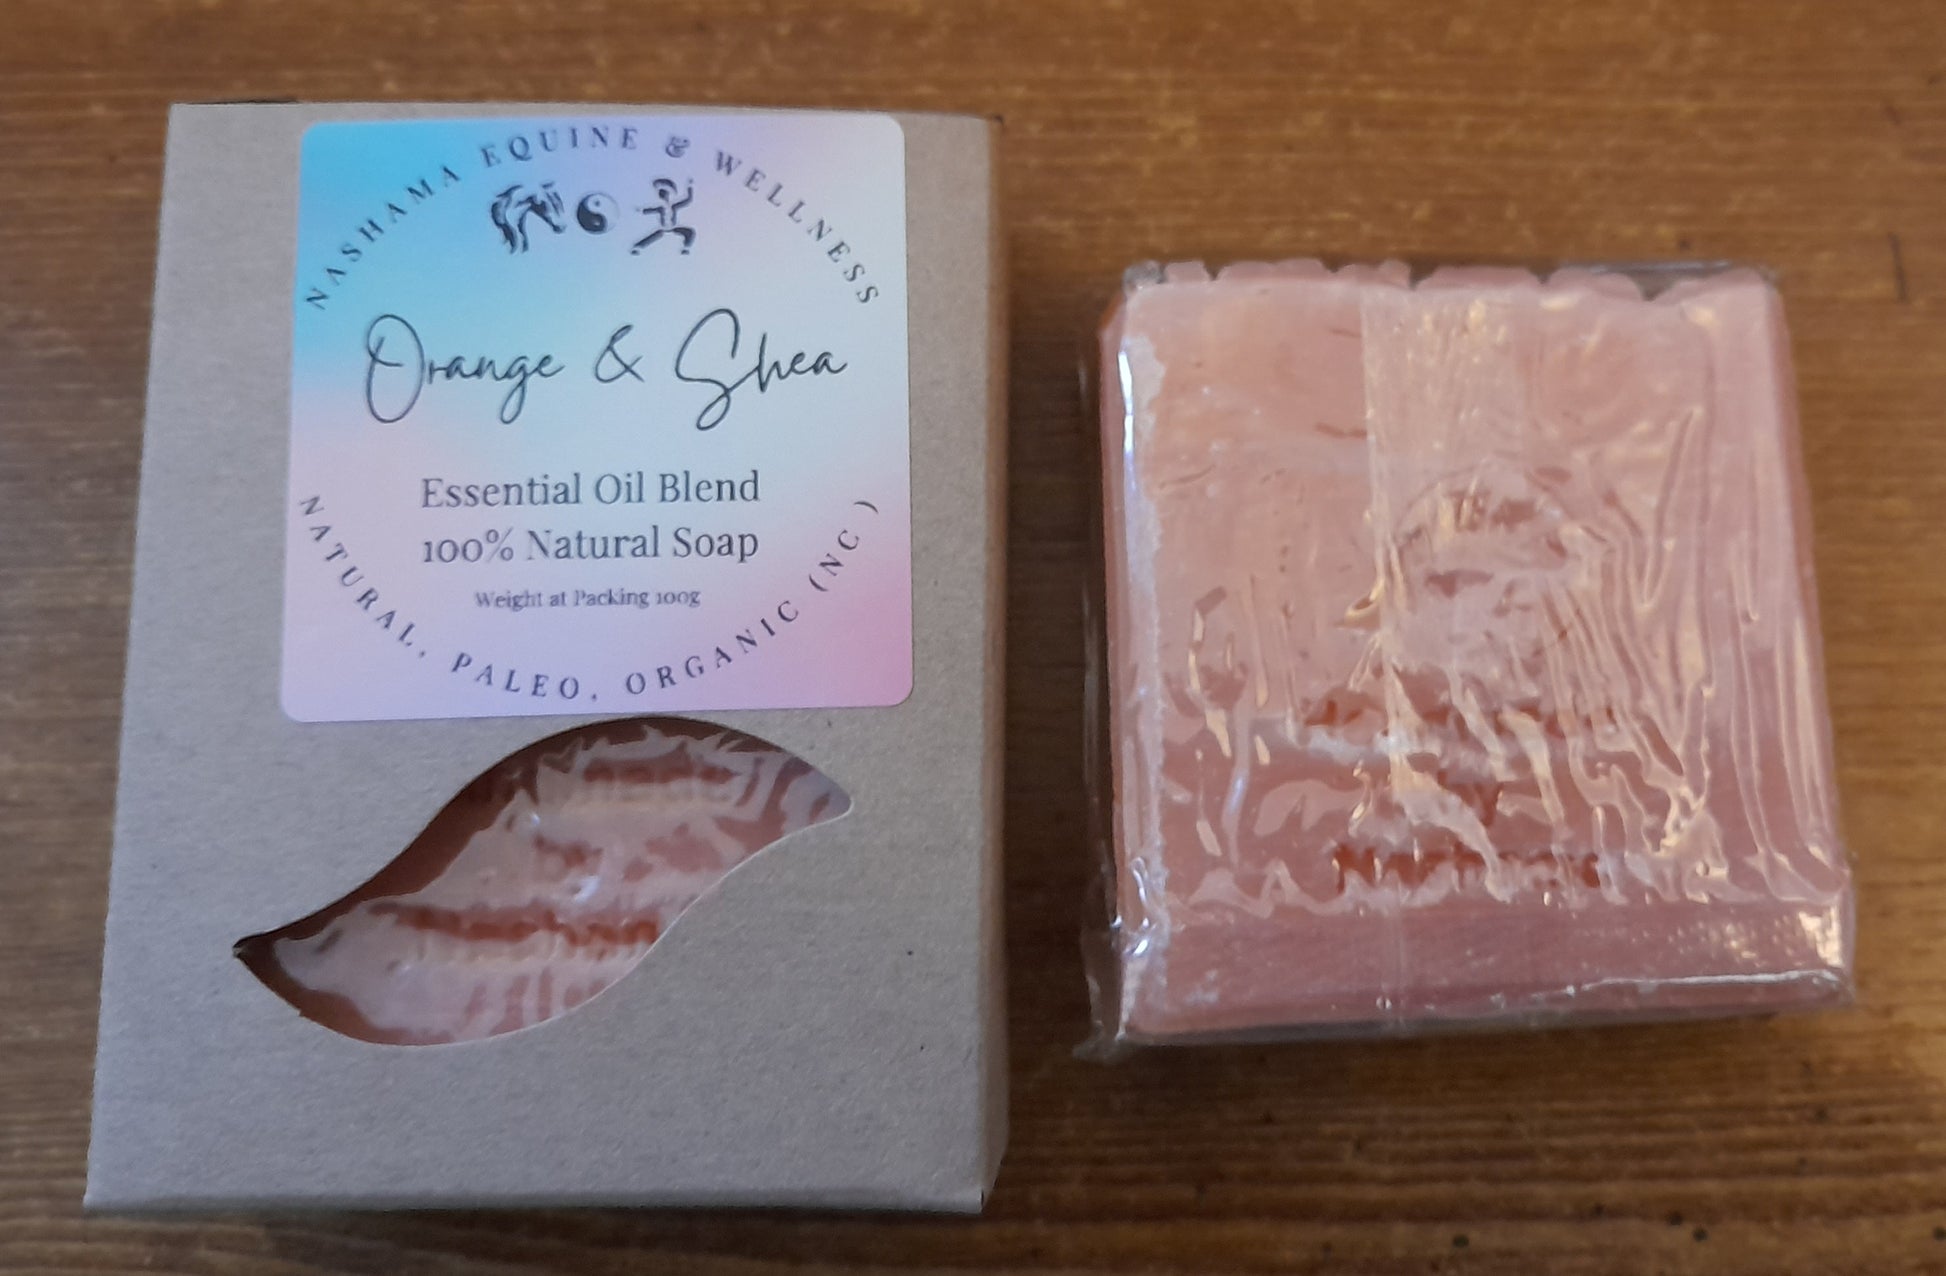 NASHAMA EQUINE & WELLNESS
Orange & Shea
Essential Oil Blend
100% Natural Soap
Weight at Packing 100g
NATURAL, PALEO, ORGANIC (NC )
by